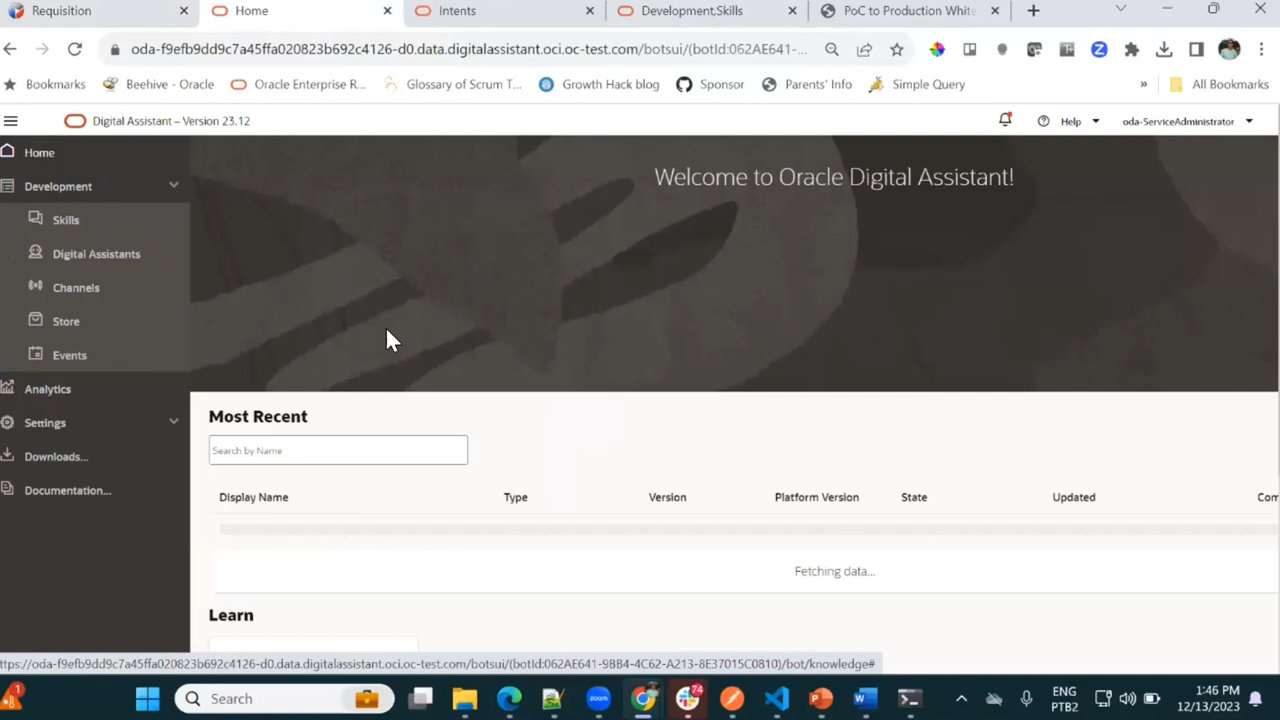 Requisition
Home
Intents
Development,Skills
PoC to Production White
oda-f9efb9dd9c7a45ffa020823b692c4126-d0.data.digitalassistant.oci.oc-test.com/botsui/(botId:062AE641-...
Bookmarks
Beehive - Oracle
Oracle Enterprise R...
Glossary of Scrum T...
Growth Hack blog
Sponsor
Parents' Info
Simple Query
»
All Bookmarks
Digital Assistant – Version 23.12
Help
oda-ServiceAdministrator
Home
Development
Skills
Digital Assistants
Channels
Store
Events
Analytics
Settings
Downloads...
Documentation...
Welcome to Oracle Digital Assistant!
Most Recent
Search by Name
Display Name
Type
Version
Platform Version
State
Updated
Com
Fetching data...
Learn
ttps://oda-f9efb9dd9c7a45ffa020823b692c4126-d0.data.digitalassistant.oci.oc-test.com/botsui/(botId:062AE641-9BB4-4C62-A213-8E37015C0810)/bot/knowledge#
1
Search
zoom
74
ENG
PTB2
1:46 PM
12/13/2023